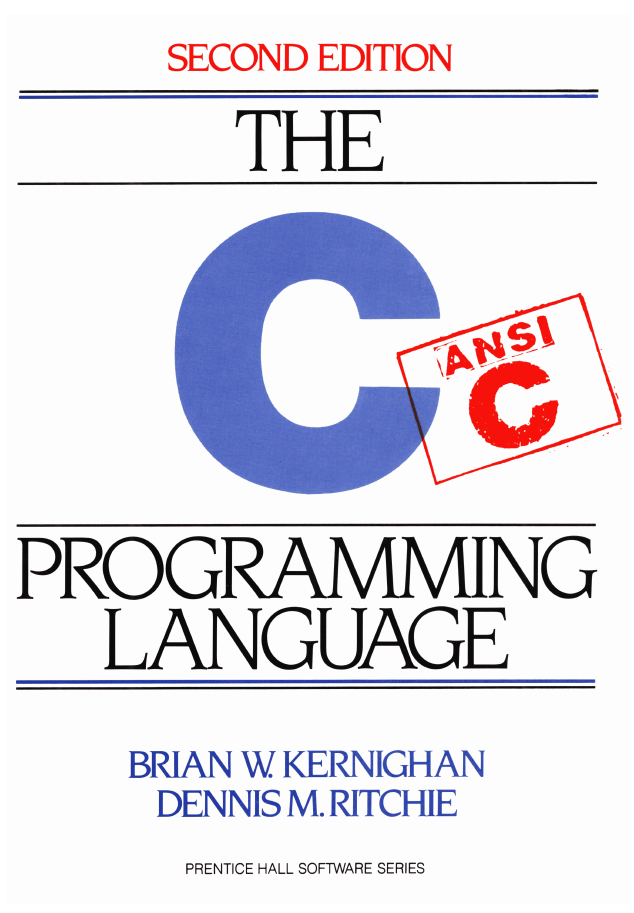 SECOND EDITION
THE
C
ANSI
C
PROGRAMMING
LANGUAGE
BRIAN W. KERNIGHAN
DENNIS M. RITCHIE
PRENTICE HALL SOFTWARE SERIES